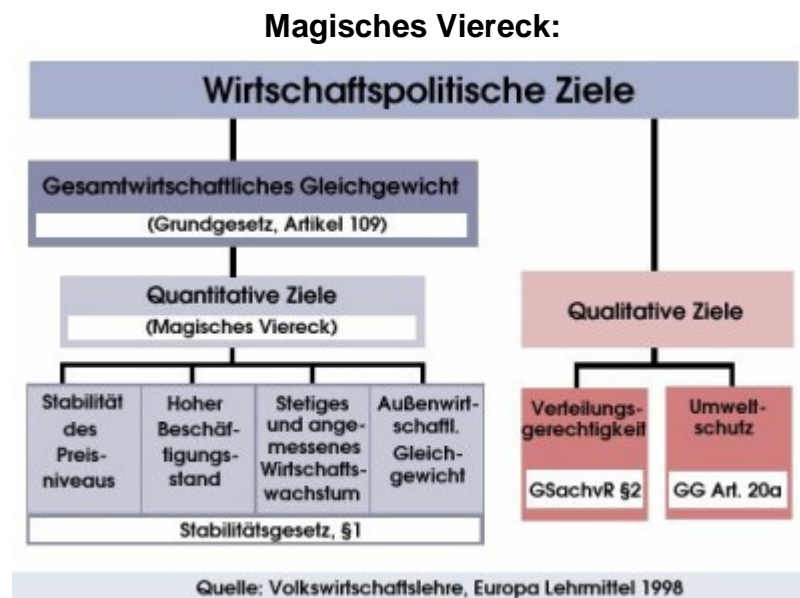 Magisches Viereck:
Wirtschaftspolitische Ziele
Gesamtwirtschaftliches Gleichgewicht
(Grundgesetz, Artikel 109)
Quantitative Ziele
(Magisches Viereck)
Qualitative Ziele
Stabilität
des
Preis-
niveaus
Hoher
Beschäf-
tigungs-
stand
Stetiges
und ange-
messenes
Wirtschafts-
wachstum
Außenwirt-
schaftl.
Gleich-
gewicht
Stabilitätsgesetz, §1
Verteilungs-
gerechtigkeit
GSachvR §2
Umwelt-
schutz
GG Art. 20a
Quelle: Volkswirtschaftslehre, Europa Lehrmittel 1998